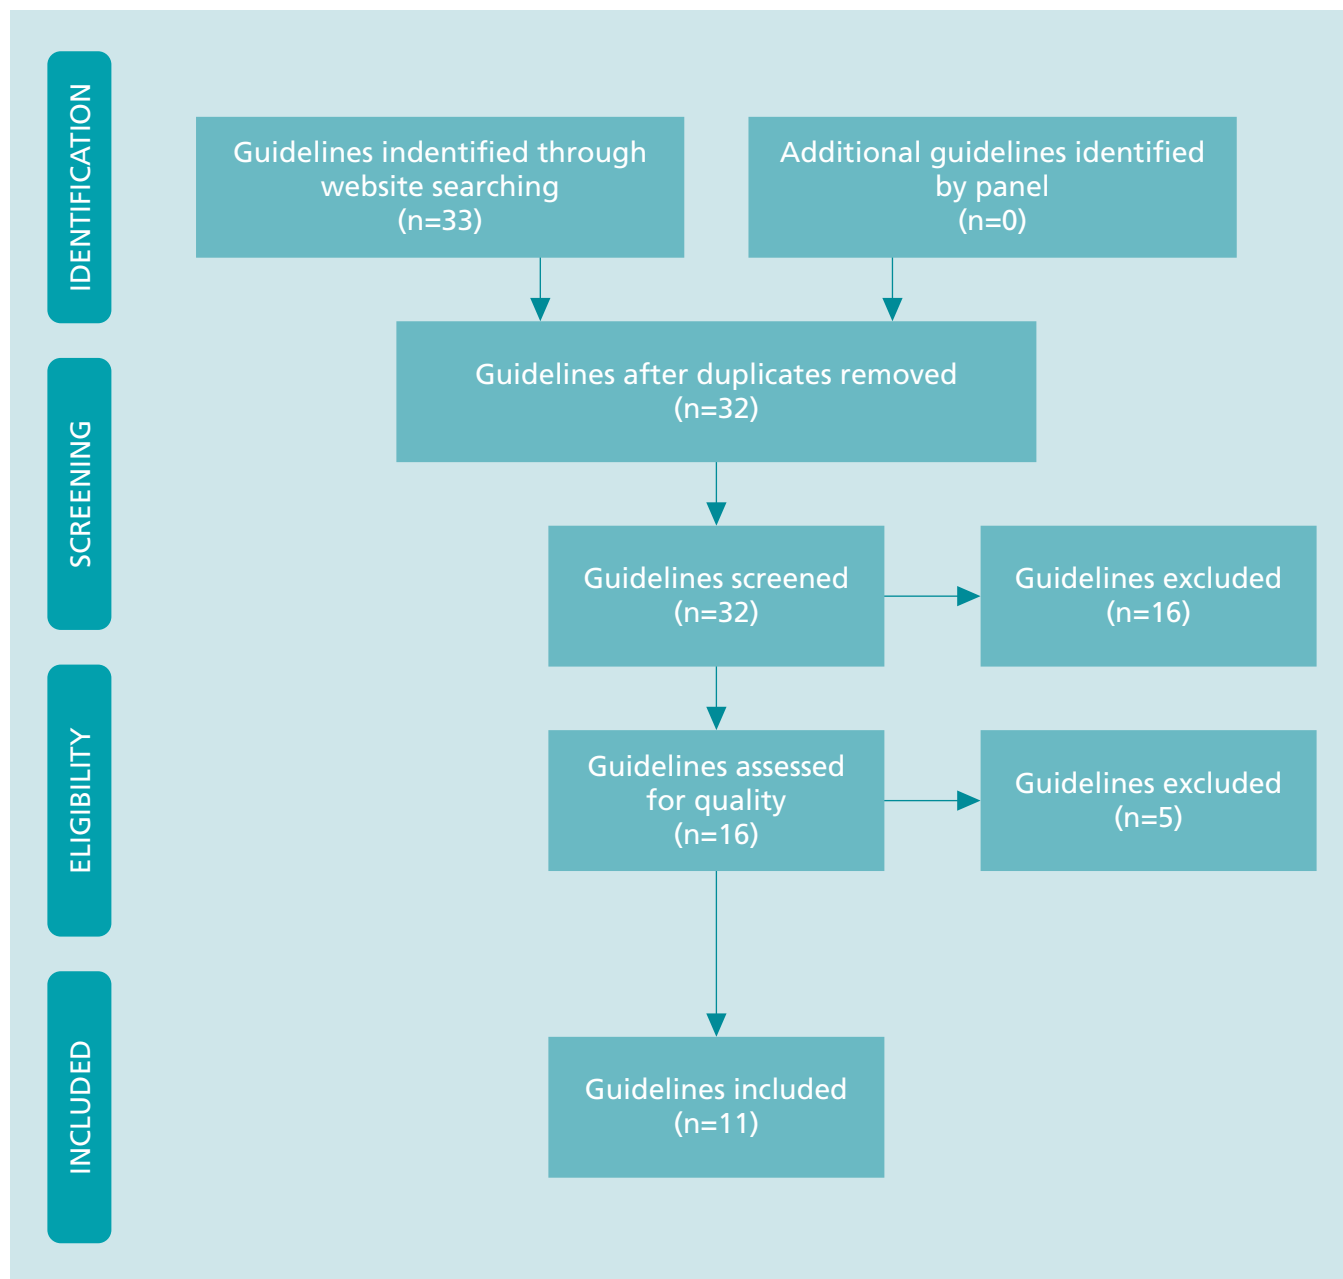 IDENTIFICATION
Guidelines indentified through
website searching
(n=33)
Additional guidelines identified
by panel
(n=0)
Guidelines after duplicates removed
(n=32)
SCREENING
Guidelines screened
(n=32)
Guidelines excluded
(n=16)
ELIGIBILITY
Guidelines assessed
for quality
(n=16)
Guidelines excluded
(n=5)
INCLUDED
Guidelines included
(n=11)